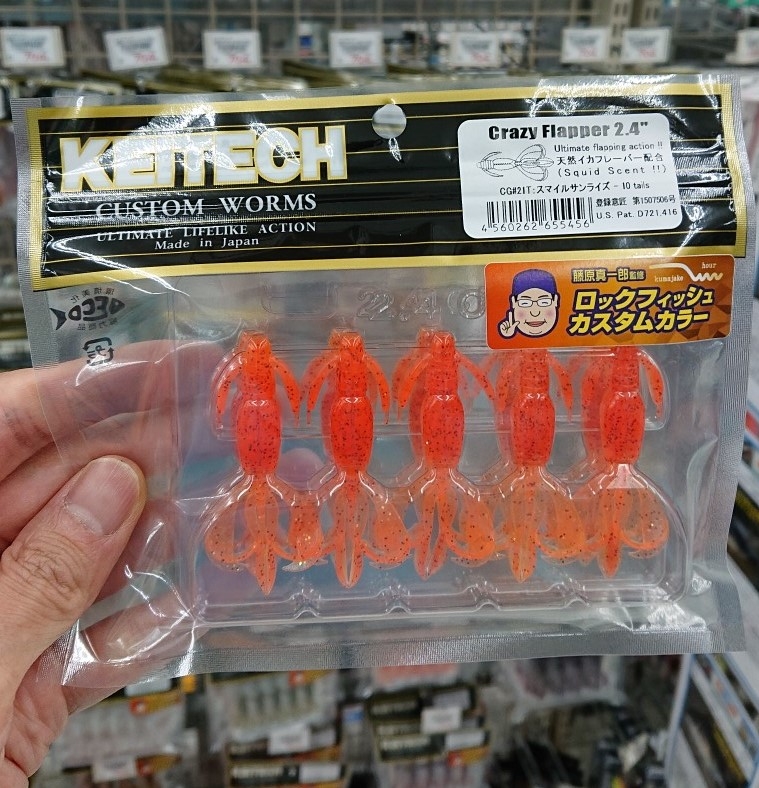 KEITECH
CUSTOM WORMS
ULTIMATE LIFELIKE ACTION
Made in Japan
Crazy Flapper 2.4"
Ultimate flapping action !!
天然イカフレーバー配合
(Squid Scent !!)
CG#21T:スマイルサンライズ - 10 tails
4 560262 655456
登録意匠 第1507506号
U.S. Pat. D721,416
藤原真一郎監修
kumajake
hour
ロックフィッシュ
カスタムカラー
ECO